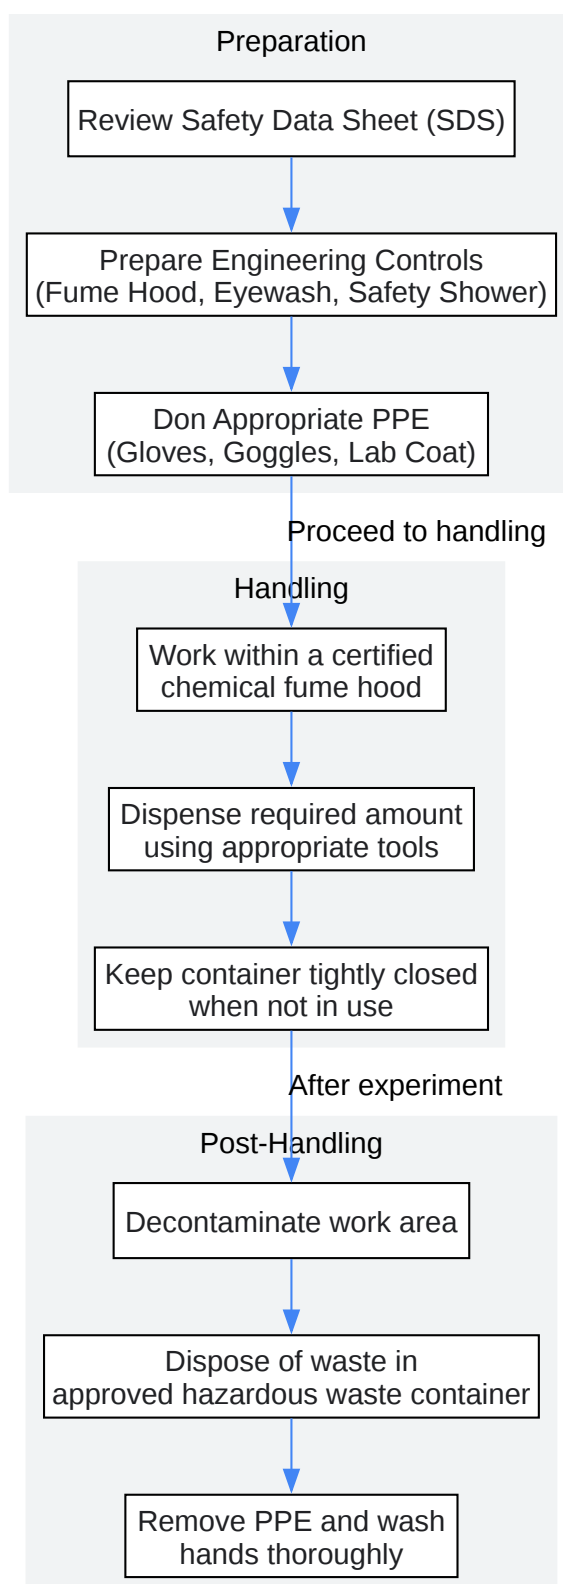 Preparation
Review Safety Data Sheet (SDS)
Prepare Engineering Controls
(Fume Hood, Eyewash, Safety Shower)
Don Appropriate PPE
(Gloves, Goggles, Lab Coat)
Proceed to handling
Handling
Work within a certified
chemical fume hood
Dispense required amount
using appropriate tools
Keep container tightly closed
when not in use
After experiment
Post-Handling
Decontaminate work area
Dispose of waste in
approved hazardous waste container
Remove PPE and wash
hands thoroughly